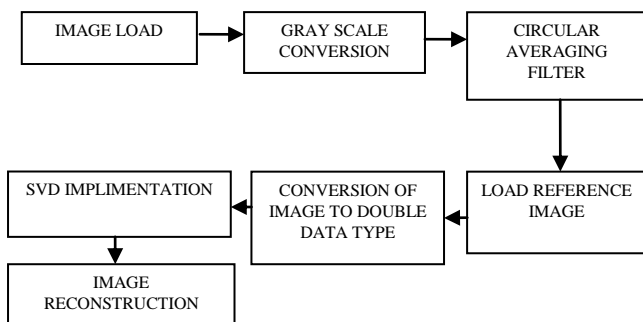 IMAGE LOAD
GRAY SCALE
CONVERSION
CIRCULAR
AVERAGING
FILTER
LOAD REFERENCE
IMAGE
CONVERSION OF
IMAGE TO DOUBLE
DATA TYPE
SVD IMPLIMENTATION
IMAGE
RECONSTRUCTION